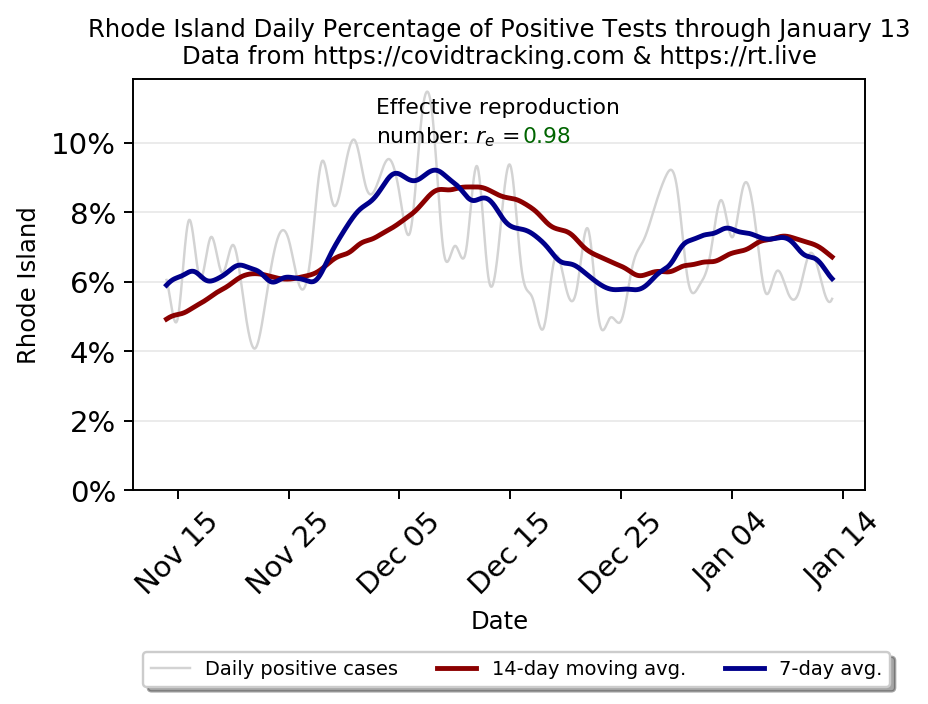 Rhode Island Daily Percentage of Positive Tests through January 13
Data from https://covidtracking.com & https://rt.live
Effective reproduction
number: rₑ = 0.98
10%
8%
6%
4%
2%
0%
Rhode Island
Nov 15
Nov 25
Dec 05
Dec 15
Dec 25
Jan 04
Jan 14
Date
Daily positive cases
14-day moving avg.
7-day avg.